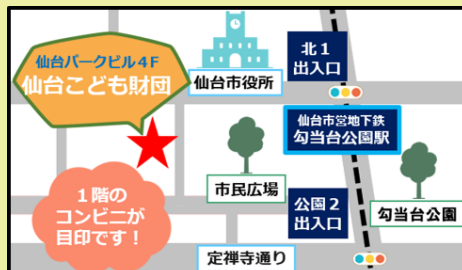 仙台パークビル4F
仙台こども財団
仙台市役所
北1
出入口
仙台市営地下鉄
勾当台公園駅
市民広場
公園2
出入口
勾当台公園
1階の
コンビニが
目印です!
定禅寺通り